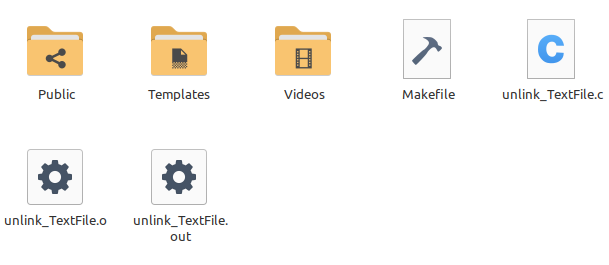 Public
Templates
Videos
Makefile
unlink_TextFile.c
unlink_TextFile.o
unlink_TextFile.
out